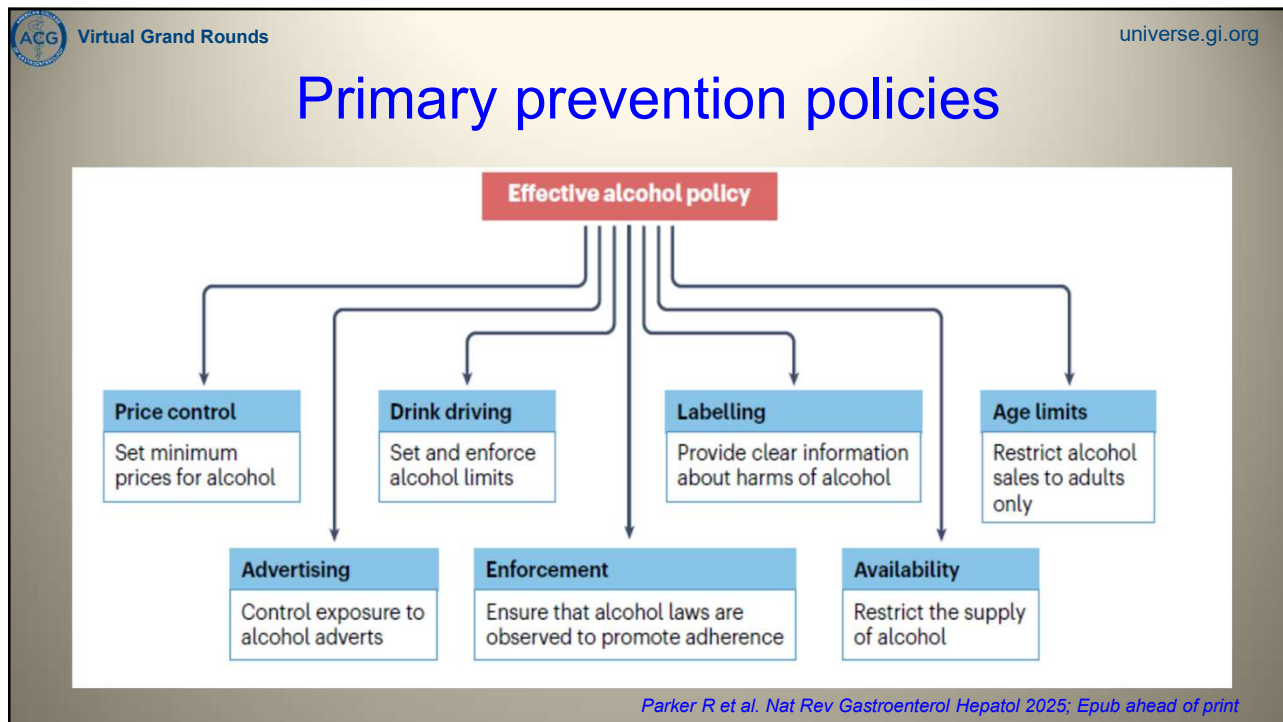 ACG
Virtual Grand Rounds
universe.gi.org
Primary prevention policies
Effective alcohol policy
Price control
Set minimum
prices for alcohol
Drink driving
Set and enforce
alcohol limits
Labelling
Provide clear information
about harms of alcohol
Age limits
Restrict alcohol
sales to adults
only
Advertising
Control exposure to
alcohol adverts
Enforcement
Ensure that alcohol laws are
observed to promote adherence
Availability
Restrict the supply
of alcohol
Parker R et al. Nat Rev Gastroenterol Hepatol 2025; Epub ahead of print